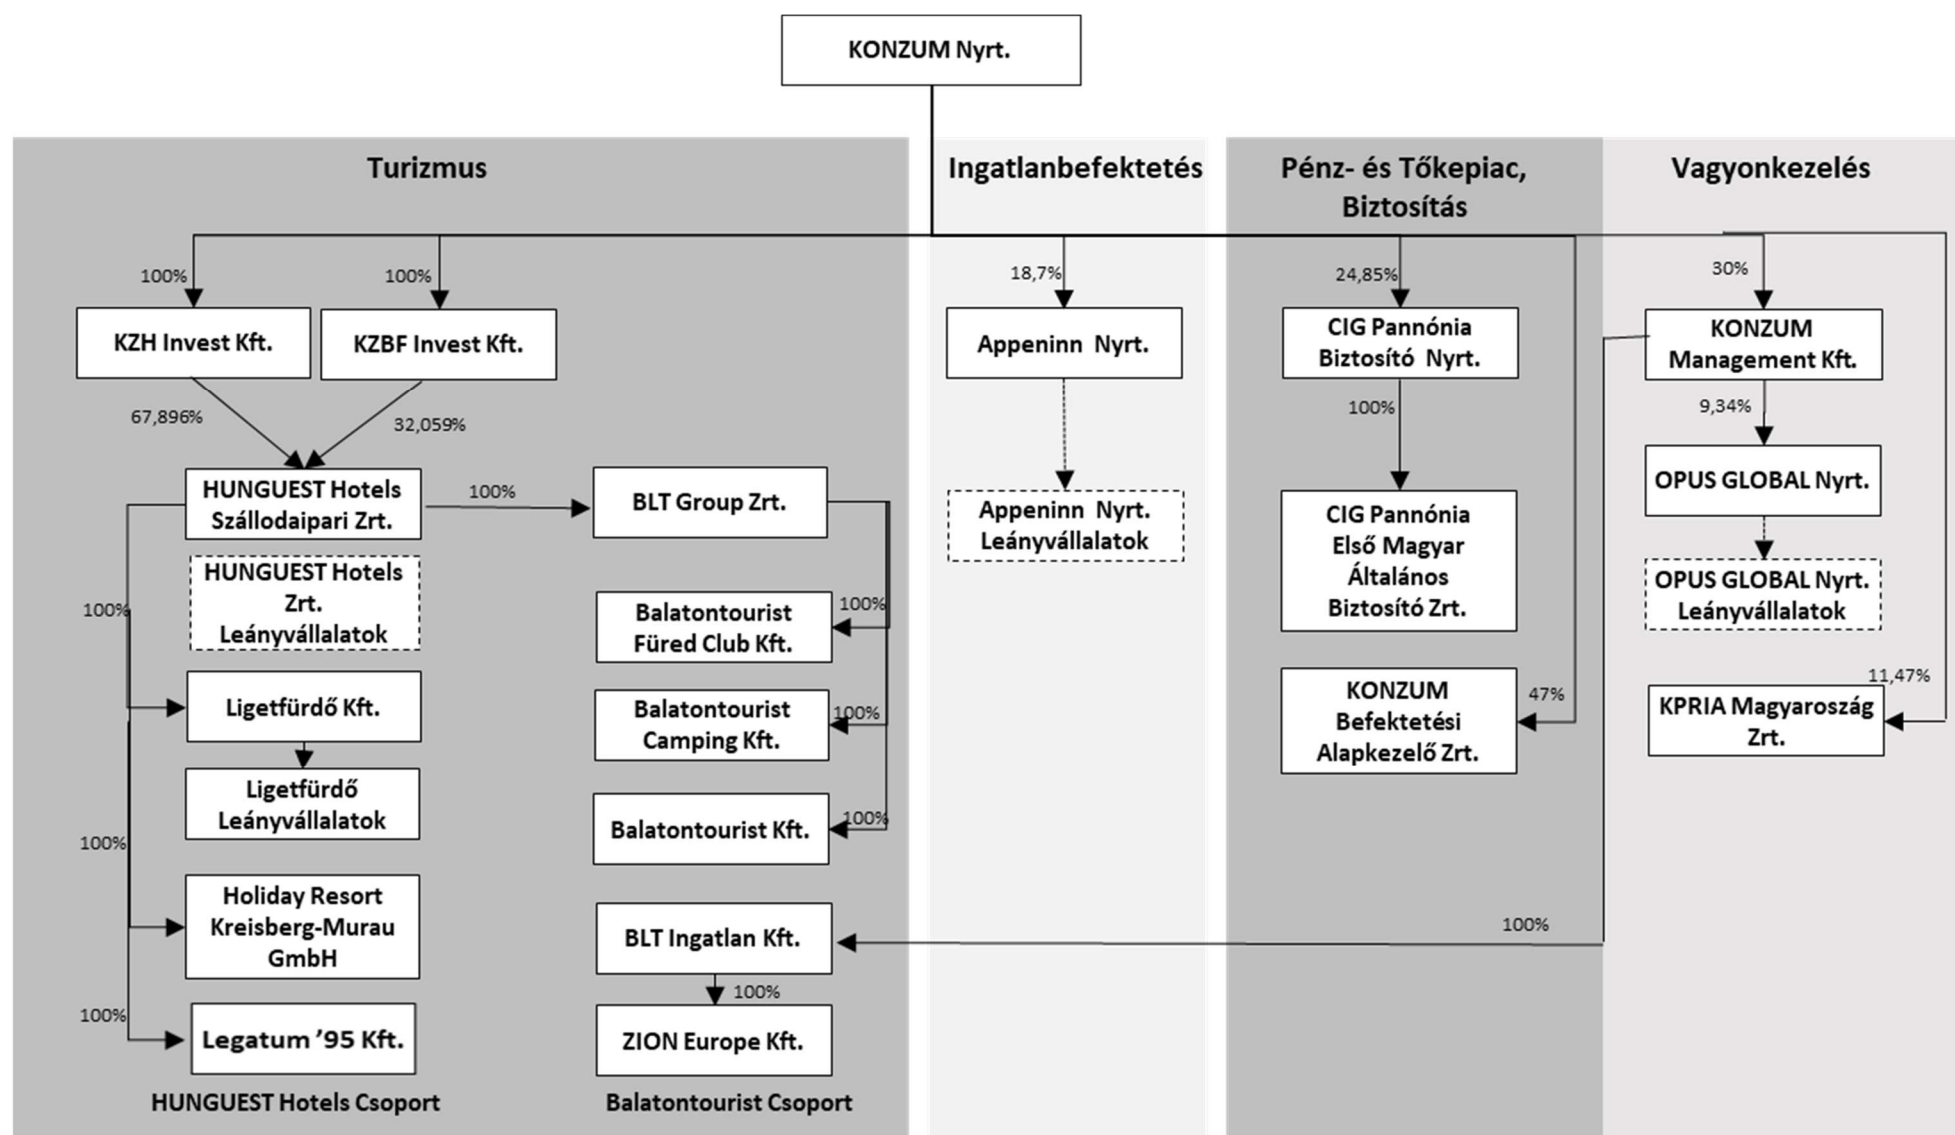 KONZUM Nyrt.
Turizmus
Ingatlanbefektetés
Pénz- és Tőkepiac,
Biztosítás
Vagyonkezelés
100%
100%
18,7%
24,85%
30%
KZH Invest Kft.
KZBF Invest Kft.
Appeninn Nyrt.
CIG Pannónia
Biztosító Nyrt.
KONZUM
Management Kft.
67,896%
32,059%
100%
9,34%
HUNGUEST Hotels
Szállodaipari Zrt.
100%
BLT Group Zrt.
Appeninn Nyrt.
Leányvállalatok
CIG Pannónia
Első Magyar
Általános
Biztosító Zrt.
OPUS GLOBAL Nyrt.
HUNGUEST Hotels
Zrt.
Leányvállalatok
OPUS GLOBAL Nyrt.
Leányvállalatok
100%
Balatontourist
Füred Club Kft.
100%
Ligetfürdő Kft.
Balatontourist
Camping Kft.
100%
KONZUM
Befektetési
Alapkezelő Zrt.
47%
KPRIA Magyaroszág
Zrt.
11,47%
Ligetfürdő
Leányvállalatok
Balatontourist Kft.
100%
100%
Holiday Resort
Kreisberg-Murau
GmbH
BLT Ingatlan Kft.
100%
100%
100%
Legatum ’95 Kft.
ZION Europe Kft.
HUNGUEST Hotels Csoport
Balatontourist Csoport